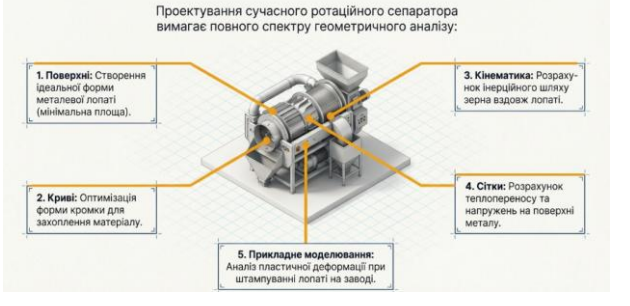 Проектування сучасного ротаційного сепаратора
вимагає повного спектру геометричного аналізу:
1. Поверхні: Створення
ідеальної форми
металевої лопаті
(мінімальна площа).
3. Кінематика: Розраху-
нок інерційного шляху
зерна вздовж лопаті.
2. Криві: Оптимізація
форми кромки для
захоплення матеріалу.
4. Сітки: Розрахунок
теплопереносу та
напружень на поверхні
металу.
5. Прикладне моделювання:
Аналіз пластичної деформації при
штампуванні лопаті на заводі.